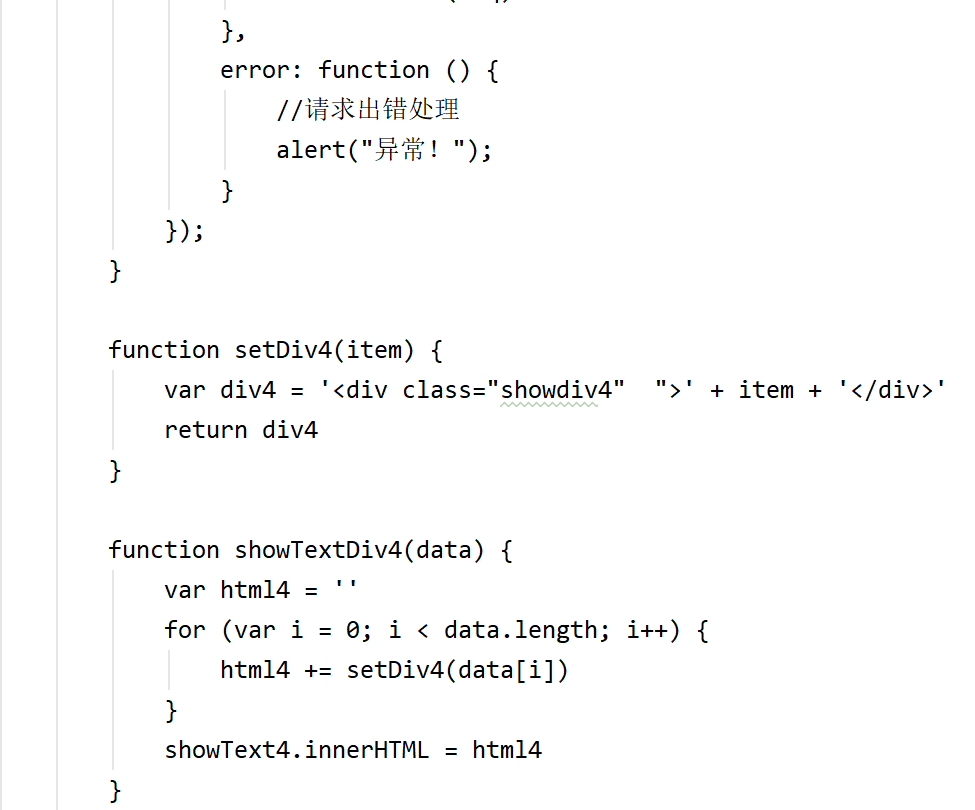 },
error: function () {
//请求出错处理
alert("异常！");
}
});
}
function setDiv4(item) {
var div4 = '<div class="showdiv4"  ">' + item + '</div>'
return div4
}
function showTextDiv4(data) {
var html4 = ''
for (var i = 0; i < data.length; i++) {
html4 += setDiv4(data[i])
}
showText4.innerHTML = html4
}